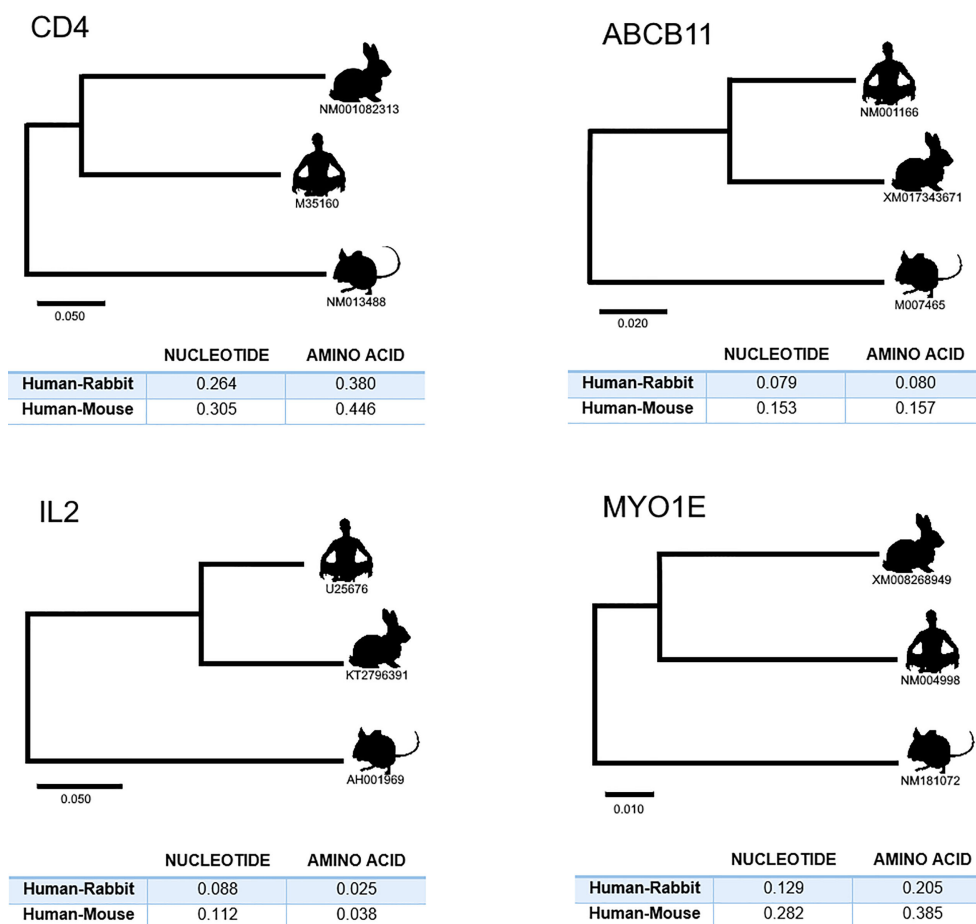 CD4
NM001082313
M35160
NM013488
0.050
NUCLEOTIDE AMINO ACID
Human-Rabbit 0.264 0.380
Human-Mouse 0.305 0.446
ABCB11
NM001166
XM017343671
M007465
0.020
NUCLEOTIDE AMINO ACID
Human-Rabbit 0.079 0.080
Human-Mouse 0.153 0.157
IL2
U25676
KT2796391
AH001969
0.050
NUCLEOTIDE AMINO ACID
Human-Rabbit 0.088 0.025
Human-Mouse 0.112 0.038
MYO1E
XM008268949
NM004998
NM181072
0.010
NUCLEOTIDE AMINO ACID
Human-Rabbit 0.129 0.205
Human-Mouse 0.282 0.385